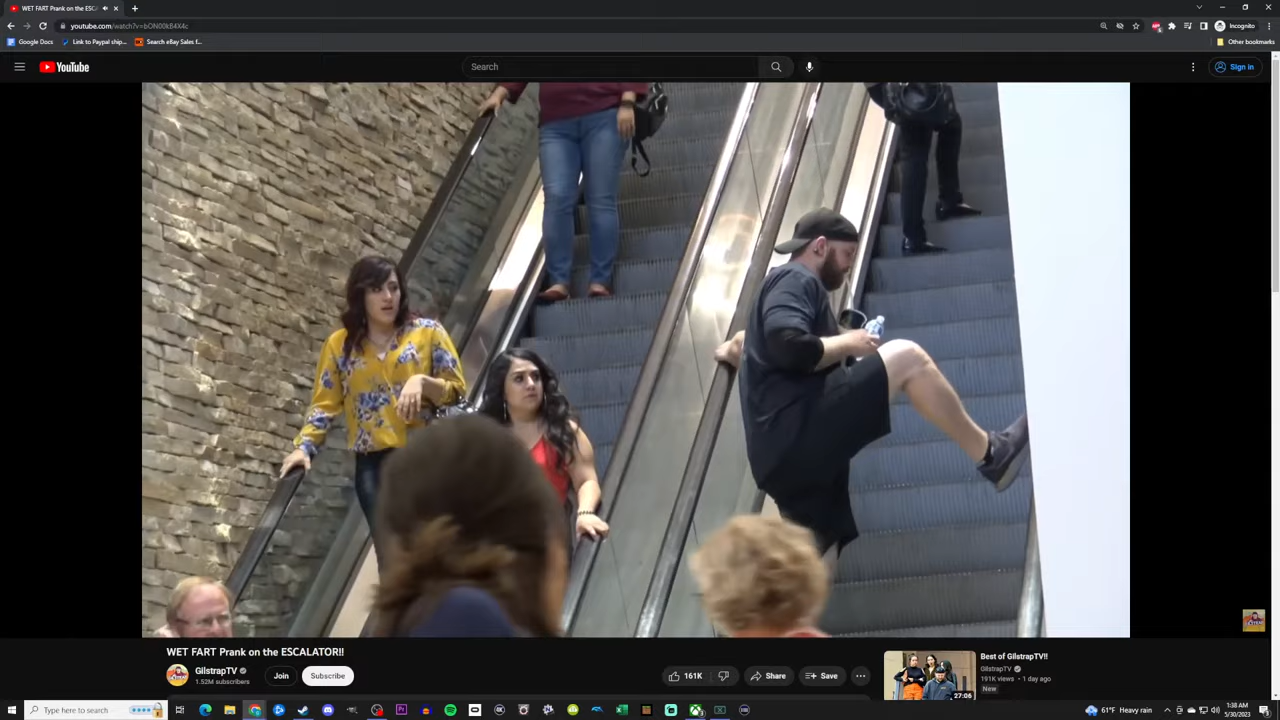 WET FART Prank on the ESCA
youtube.com/watch?v=bON00kB4X4c
Incognito
Google Docs
Link to Paypal ship...
Search eBay Sales f...
Other bookmarks
YouTube
Search
Sign in
WET FART Prank on the ESCALATOR!!
GilstrapTV
1.52M subscribers
Join
Subscribe
161K
Share
Save
Best of GilstrapTV!!
GilstrapTV
191K views • 1 day ago
New
27:06
Type here to search
61°F Heavy rain
1:38 AM
5/30/2023